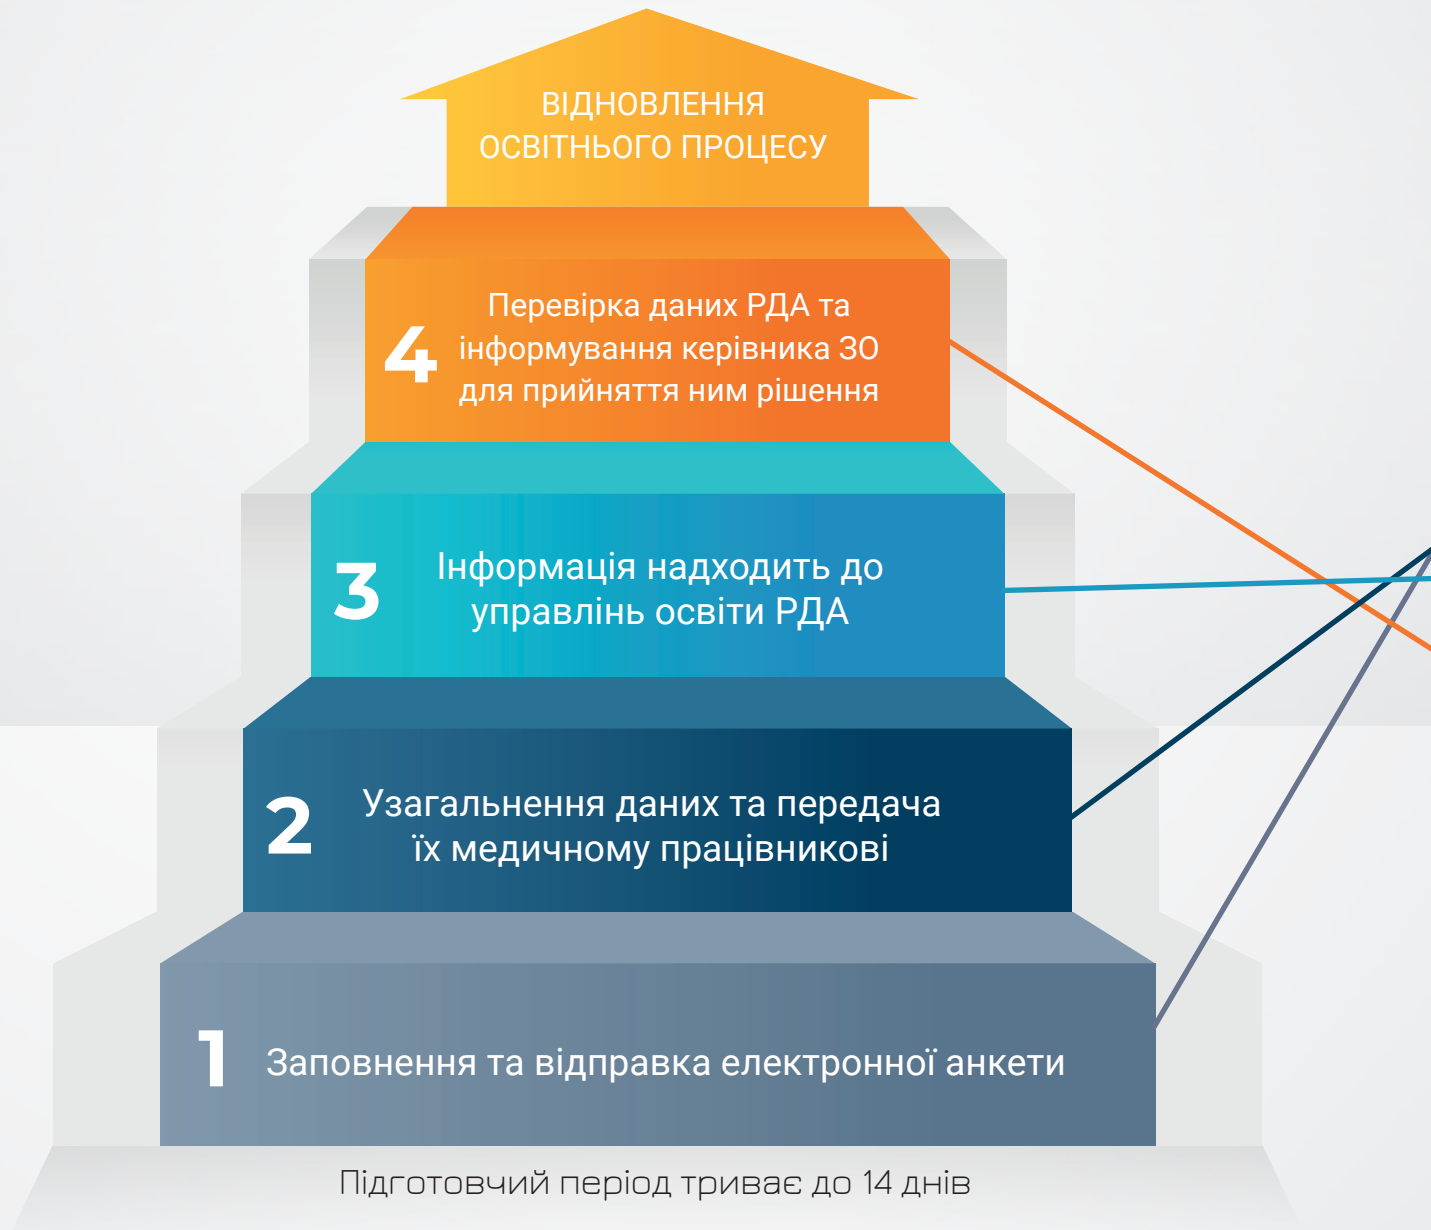 ВІДНОВЛЕННЯ
ОСВІТНЬОГО ПРОЦЕСУ
4
Перевірка даних РДА та
інформування керівника ЗО
для прийняття ним рішення
3
Інформація надходить до
управлінь освіти РДА
2
Узагальнення даних та передача
їх медичному працівникові
1
Заповнення та відправка електронної анкети
Підготовчий період триває до 14 днів